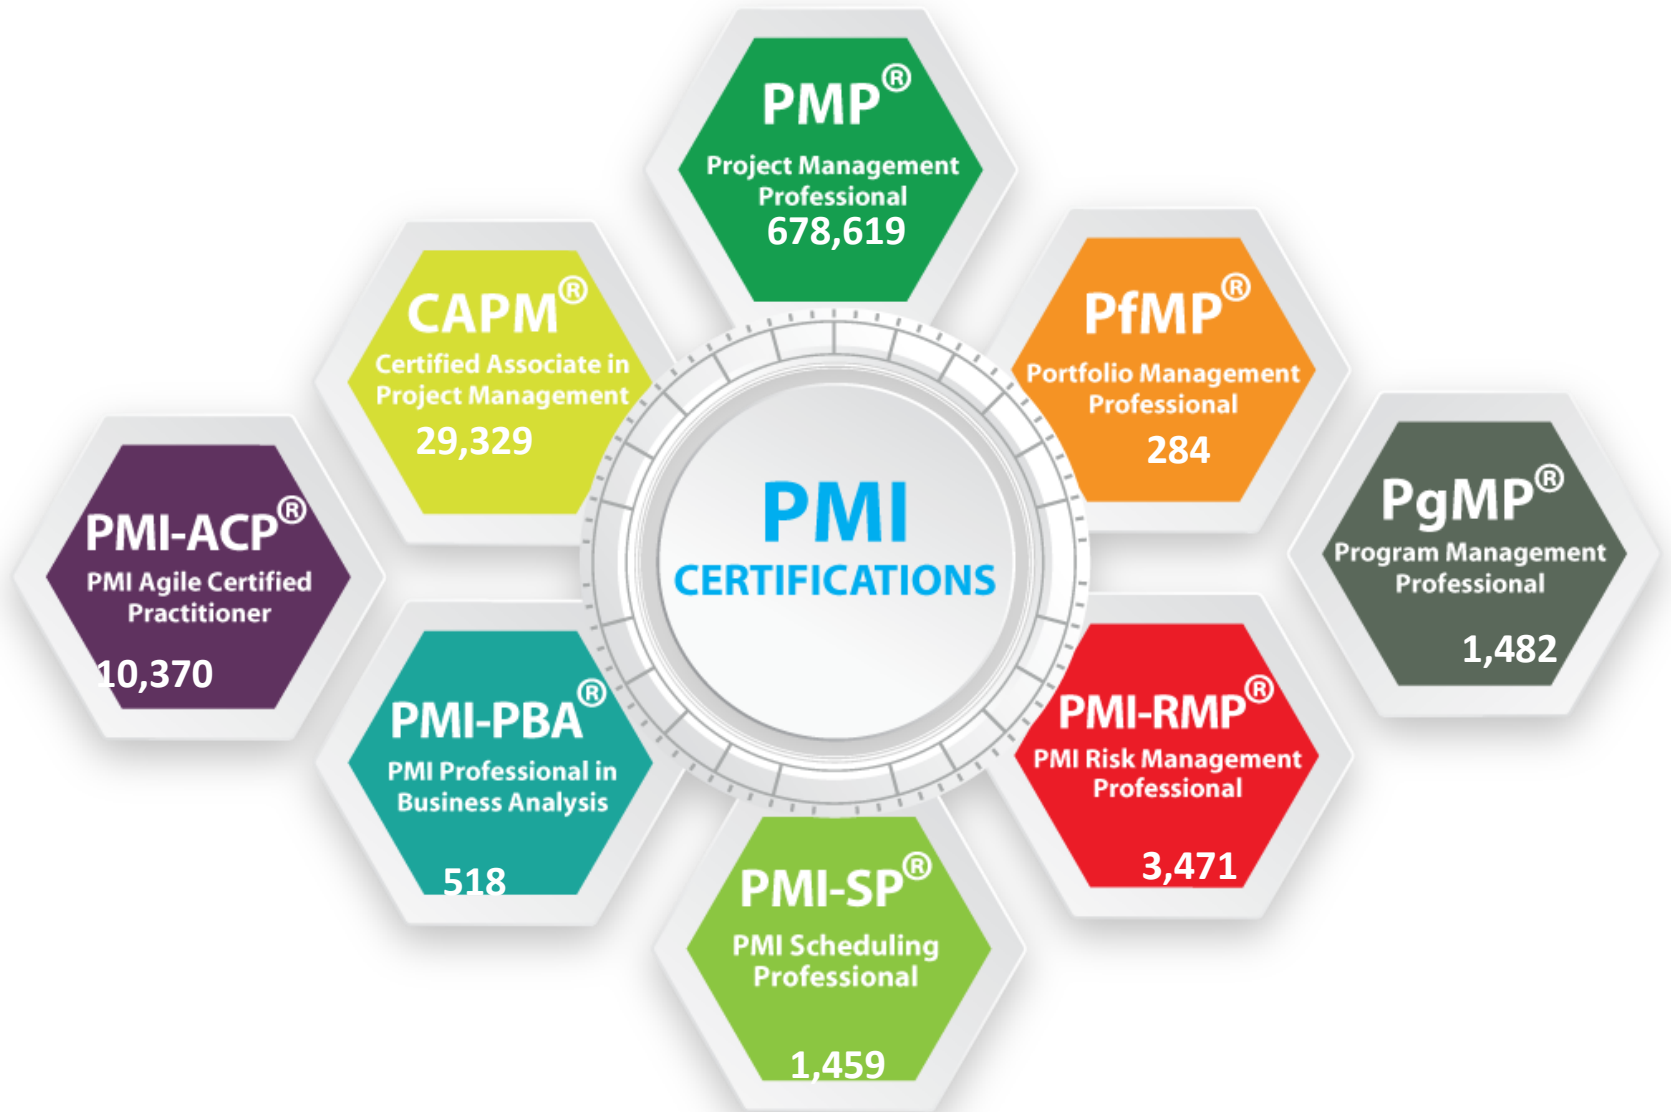 PMP®
Project Management
Professional
678,619
CAPM®
Certified Associate in
Project Management
29,329
PfMP®
Portfolio Management
Professional
284
PMI-ACP®
PMI Agile Certified
Practitioner
10,370
PMI
CERTIFICATIONS
PgMP®
Program Management
Professional
1,482
PMI-PBA®
PMI Professional in
Business Analysis
518
PMI-RMP®
PMI Risk Management
Professional
3,471
PMI-SP®
PMI Scheduling
Professional
1,459